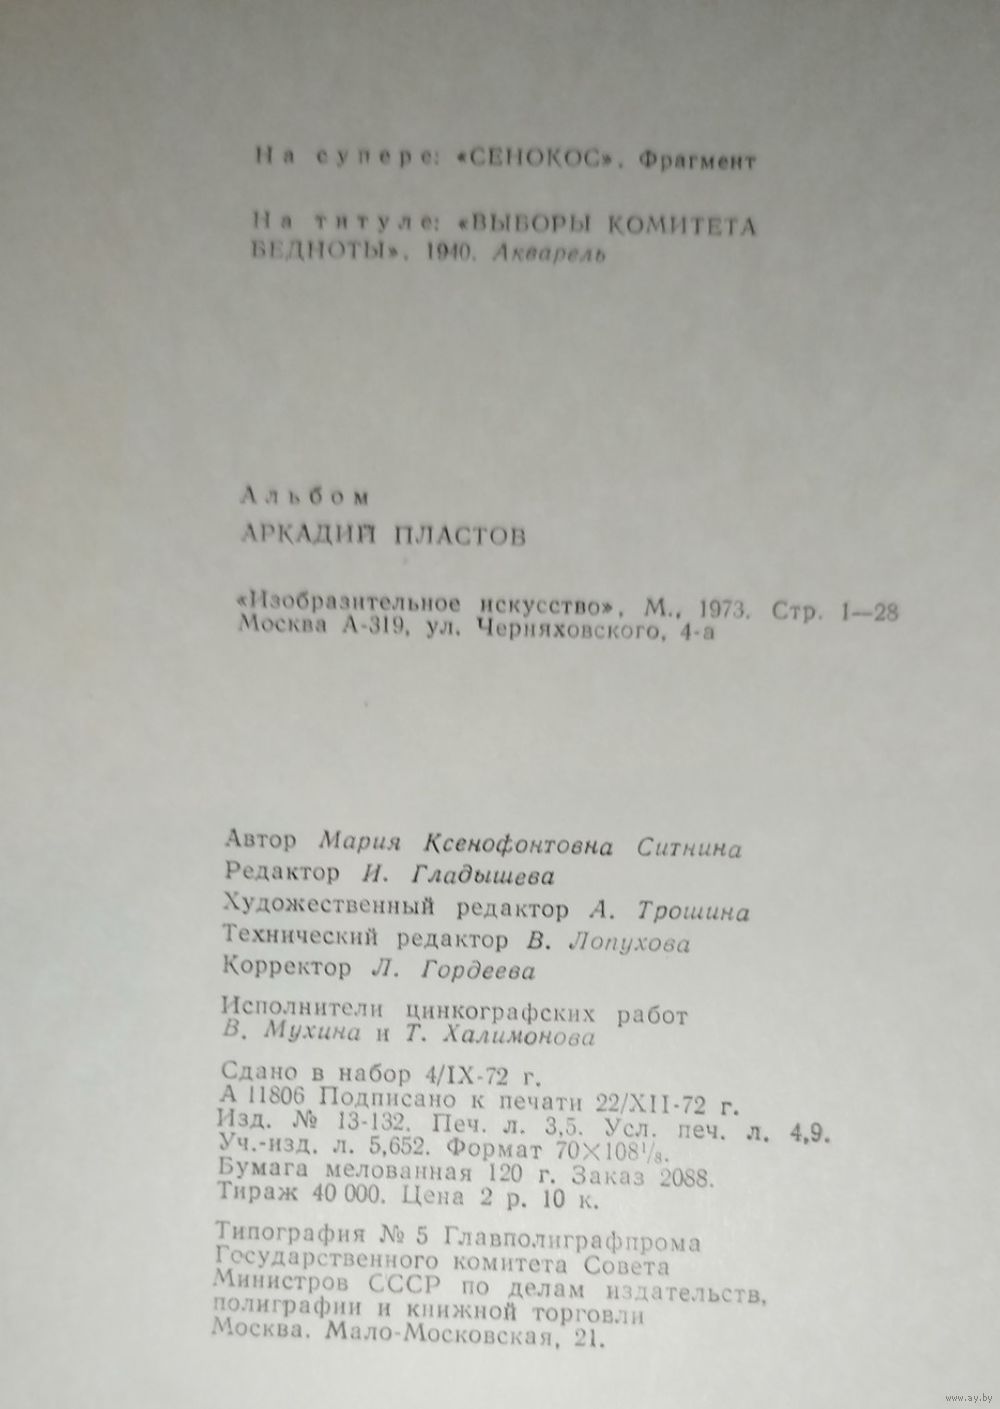 На супере: «СЕНОКОС». Фрагмент
На титуле: «ВЫБОРЫ КОМИТЕТА
БЕДНОТЫ». 1940. Акварель
Альбом
АРКАДИЙ ПЛАСТОВ
«Изобразительное искусство». М., 1973. Стр. 1—28
Москва А-319, ул. Черняховского, 4-а
Автор Мария Ксенофонтовна Ситнина
Редактор И. Гладышева
Художественный редактор А. Трошина
Технический редактор В. Лопухова
Корректор Л. Гордеева
Исполнители цинкографских работ
В. Мухина и Т. Халимонова
Сдано в набор 4/IX-72 г.
А 11806 Подписано к печати 22/XII-72 г.
Изд. № 13-132. Печ. л. 3,5. Усл. печ. л. 4,9.
Уч.-изд. л. 5,652. Формат 70×108¹/₈.
Бумага мелованная 120 г. Заказ 2088.
Тираж 40 000. Цена 2 р. 10 к.
Типография № 5 Главполиграфпрома
Государственного комитета Совета
Министров СССР по делам издательств,
полиграфии и книжной торговли
Москва. Мало-Московская, 21.
www.ay.by